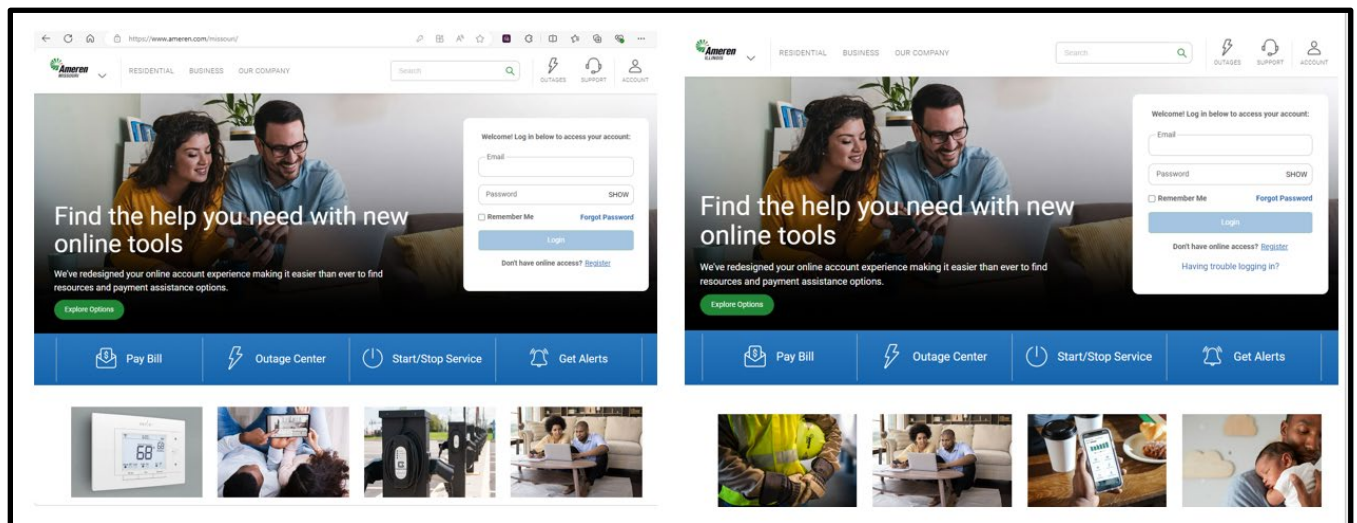 https://www.ameren.com/missouri/
Ameren
MISSOURI
RESIDENTIAL BUSINESS OUR COMPANY
Search
OUTAGES SUPPORT ACCOUNT
Welcome! Log in below to access your account:
Email
Password SHOW
Remember Me Forgot Password
Login
Don't have online access? Register
Find the help you need with new
online tools
We've redesigned your online account experience making it easier than ever to find
resources and payment assistance options.
Explore Options
Pay Bill Outage Center Start/Stop Service Get Alerts
68
Ameren
ILLINOIS
RESIDENTIAL BUSINESS OUR COMPANY
Search
OUTAGES SUPPORT ACCOUNT
Welcome! Log in below to access your account:
Email
Password SHOW
Remember Me Forgot Password
Login
Don't have online access? Register
Having trouble logging in?
Find the help you need with new
online tools
We've redesigned your online account experience making it easier than ever to find
resources and payment assistance options.
Explore Options
Pay Bill Outage Center Start/Stop Service Get Alerts